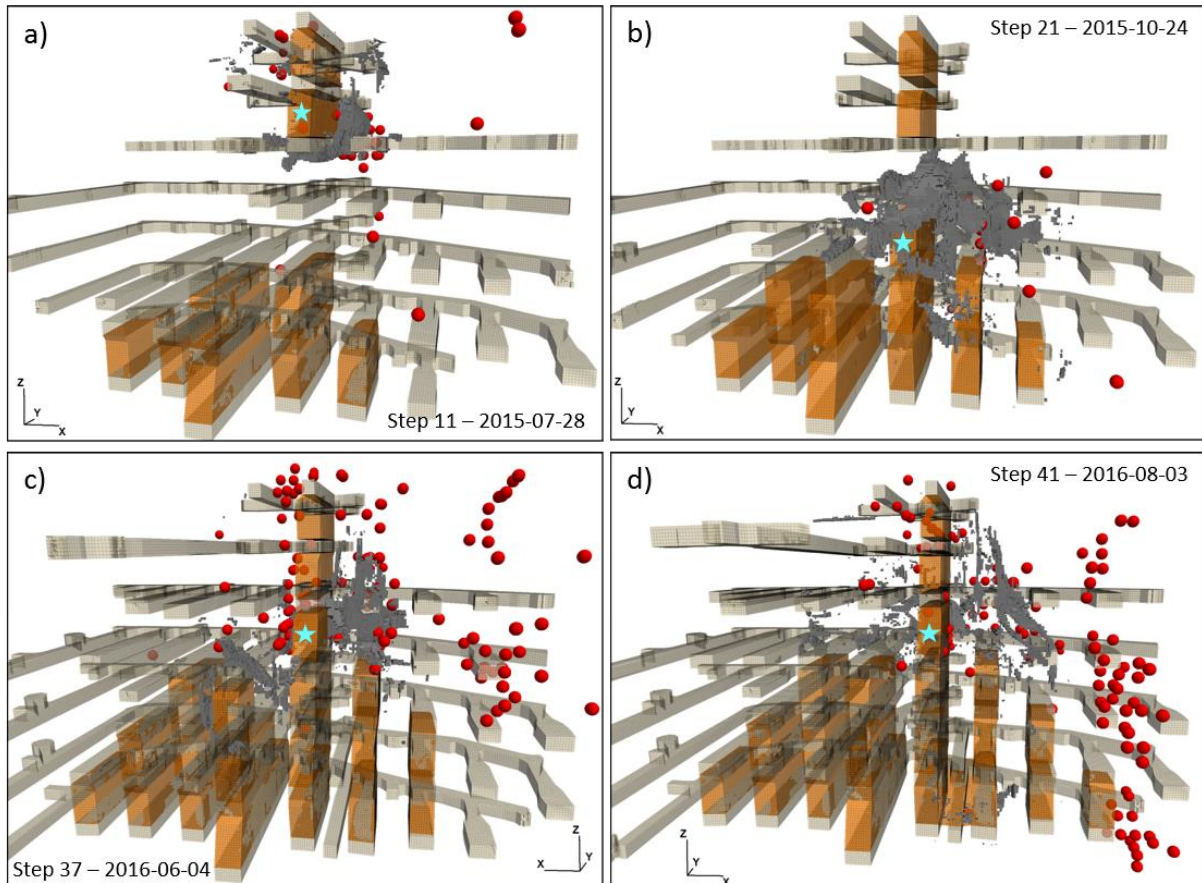 a)
Z
Y
X
Step 11 – 2015-07-28
b)
Step 21 – 2015-10-24
Z
Y
X
c)
Step 37 – 2016-06-04
Z
X
Y
d)
Step 41 – 2016-08-03
Z
Y
X